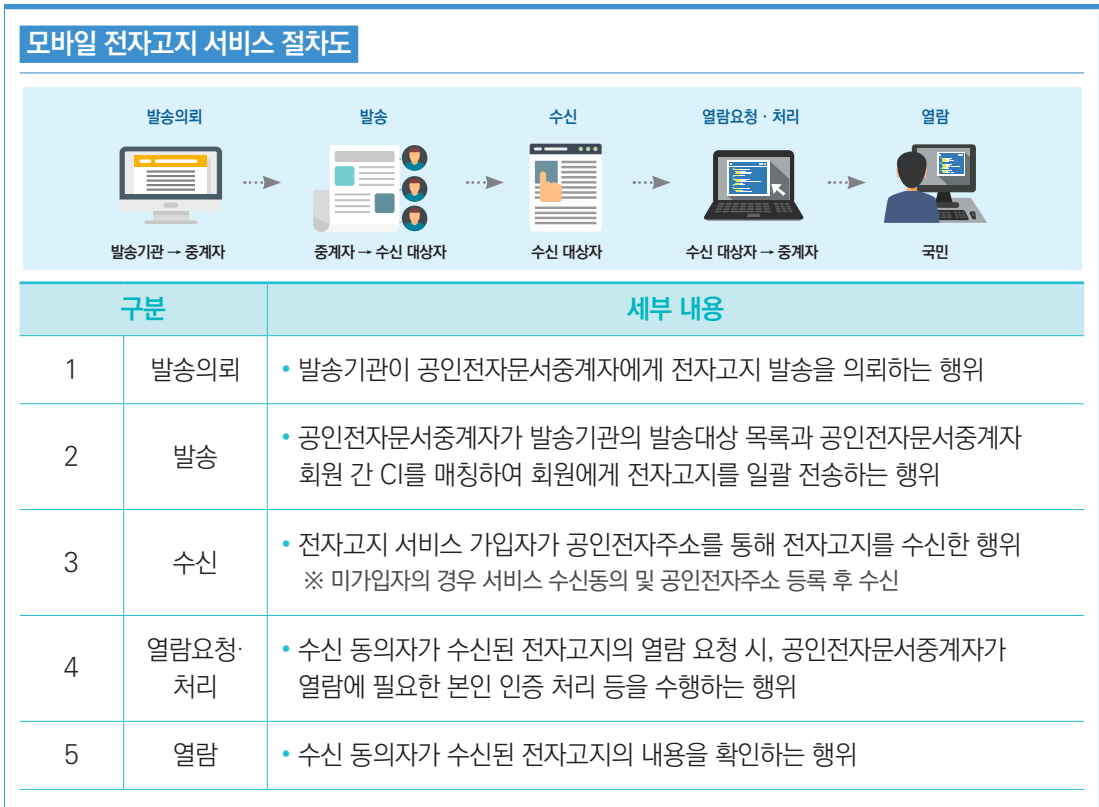 모바일 전자고지 서비스 절차도
발송의뢰
발송
수신
열람요청 · 처리
열람
발송기관 → 중계자
중계자 → 수신 대상자
수신 대상자
수신 대상자 → 중계자
국민
구분
세부 내용
1
발송의뢰
• 발송기관이 공인전자문서중계자에게 전자고지 발송을 의뢰하는 행위
2
발송
• 공인전자문서중계자가 발송기관의 발송대상 목록과 공인전자문서중계자
회원 간 CI를 매칭하여 회원에게 전자고지를 일괄 전송하는 행위
3
수신
• 전자고지 서비스 가입자가 공인전자주소를 통해 전자고지를 수신한 행위
※ 미가입자의 경우 서비스 수신동의 및 공인전자주소 등록 후 수신
4
열람요청·
처리
• 수신 동의자가 수신된 전자고지의 열람 요청 시, 공인전자문서중계자가
열람에 필요한 본인 인증 처리 등을 수행하는 행위
5
열람
• 수신 동의자가 수신된 전자고지의 내용을 확인하는 행위